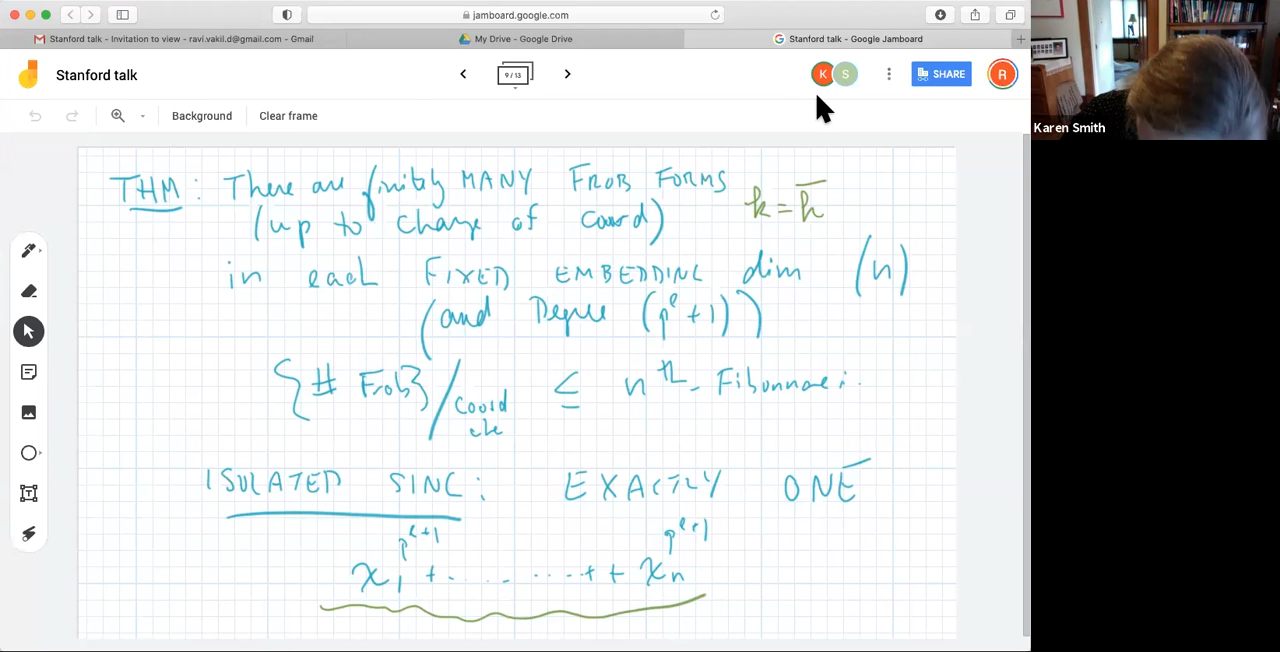 jamboard.google.com
Stanford talk - Invitation to view - ravi.vakil.d@gmail.com - Gmail
My Drive - Google Drive
Stanford talk - Google Jamboard
Stanford talk
9 / 13
K
S
SHARE
R
Background
Clear frame
Karen Smith
THM: There are finitely MANY FROB FORMS
(up to change of coord) k = k̄
in each FIXED EMBEDDING dim (n)
(and Degree (p^e + 1))
{# Frob} / coord che ≤ n^th - Fibonnaci
ISOLATED SING: EXACTLY ONE
x_1^{p^e+1} + ........ + + x_n^{p^e+1}